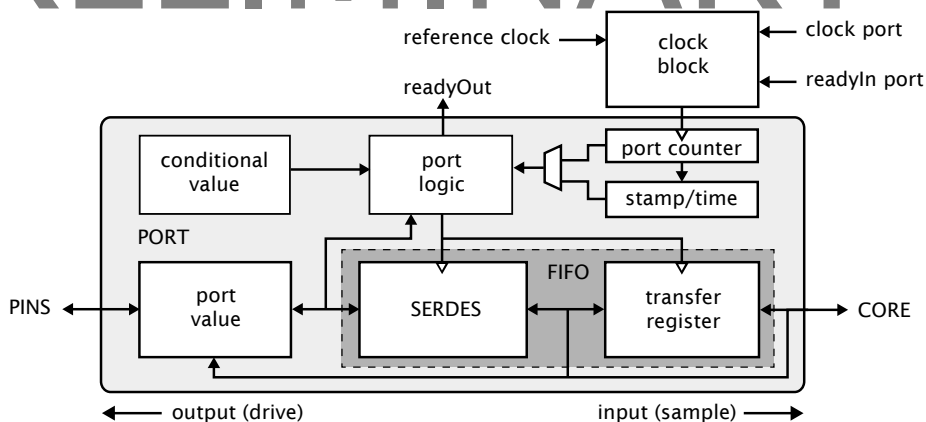 PRELIMINARY
reference clock
clock block
clock port
readyIn port
readyOut
conditional value
port logic
port counter
stamp/time
PORT
FIFO
PINS
port value
SERDES
transfer register
CORE
output (drive)
input (sample)